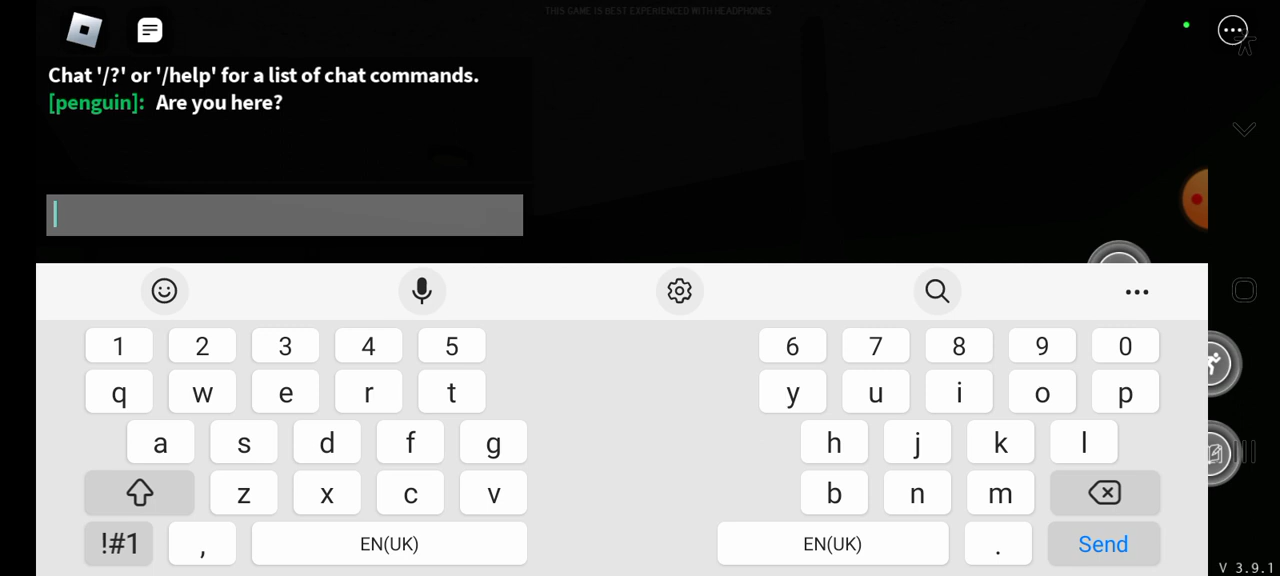 THIS GAME IS BEST EXPERIENCED WITH HEADPHONES
Chat '/?' or '/help' for a list of chat commands.
[penguin]: Are you here?
1 2 3 4 5 6 7 8 9 0
q w e r t y u i o p
a s d f g h j k l
z x c v b n m
!#1 , EN(UK) EN(UK) . Send
V 3.9.1